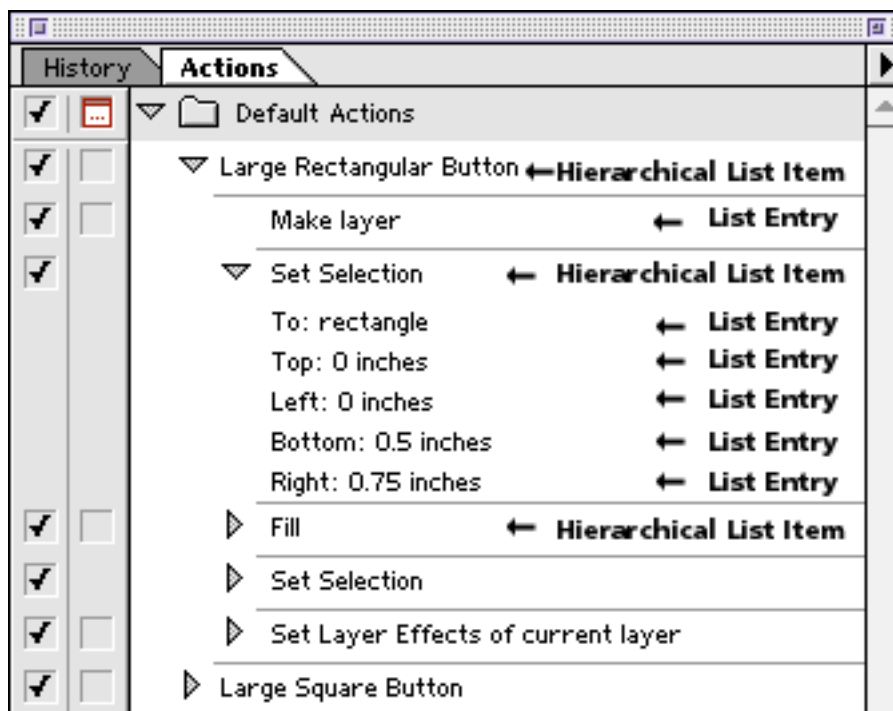 History Actions
Default Actions
Large Rectangular Button Hierarchical List Item
Make layer List Entry
Set Selection Hierarchical List Item
To: rectangle List Entry
Top: 0 inches List Entry
Left: 0 inches List Entry
Bottom: 0.5 inches List Entry
Right: 0.75 inches List Entry
Fill Hierarchical List Item
Set Selection
Set Layer Effects of current layer
Large Square Button